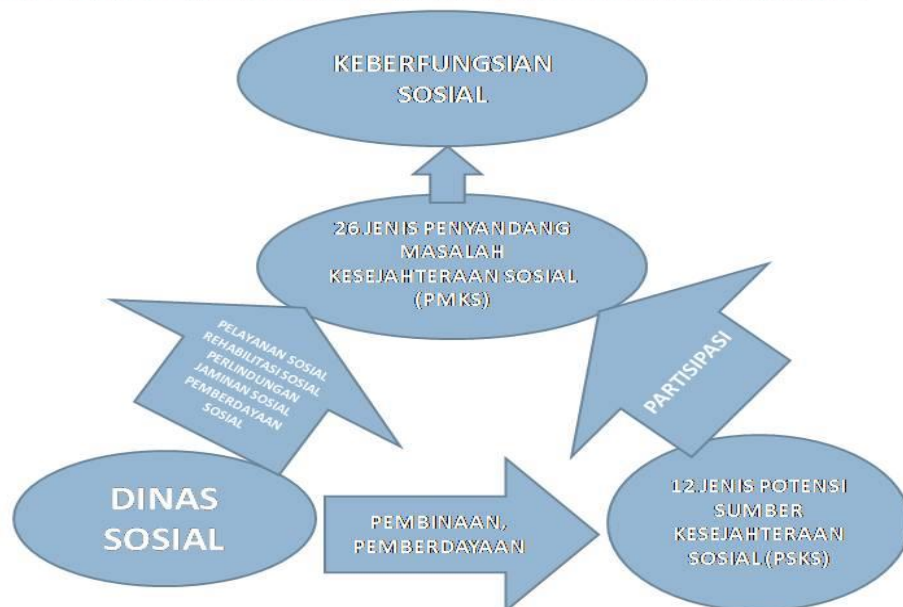 KEBERFUNGSIAN
SOSIAL
26.JENIS PENYANDANG
MASALAH
KESEJAHTERAAN SOSIAL
(PMKS)
PELAYANAN SOSIAL
REHABILITASI SOSIAL
PERLINDUNGAN
JAMINAN SOSIAL
PEMBERDAYAAN
SOSIAL
PARTISIPASI
DINAS
SOSIAL
PEMBINAAN,
PEMBERDAYAAN
12.JENIS POTENSI
SUMBER
KESEJAHTERAAN
SOSIAL (PSKS)